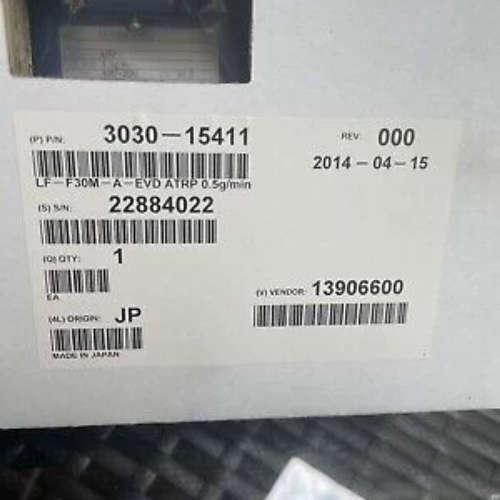 (P) P/N: 3030-15411
REV: 000
2014-04-15
LF-F30M-A-EVD ATRP 0.5g/min
(S) S/N: 22884022
(Q) QTY: 1
EA
(V) VENDOR: 13906600
(4L) ORIGIN: JP
MADE IN JAPAN